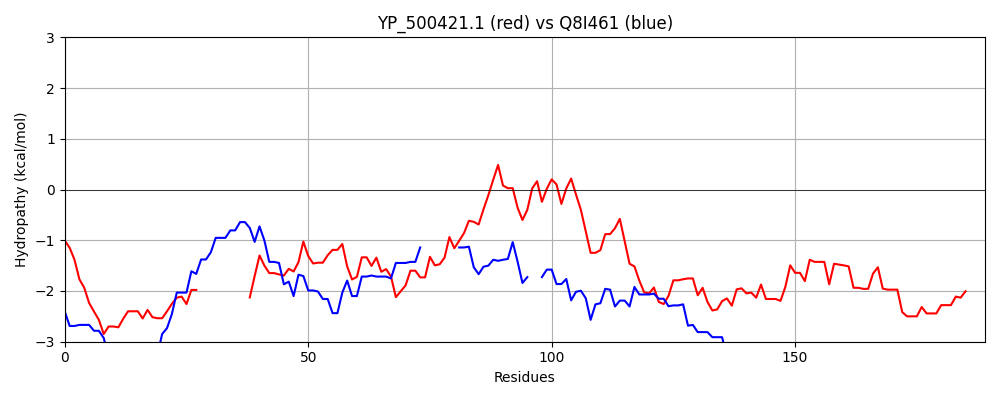 YP_500421.1 (red) vs Q8I461 (blue)
3
2
1
0
−1
−2
−3
Hydropathy (kcal/mol)
0 50 100 150
Residues